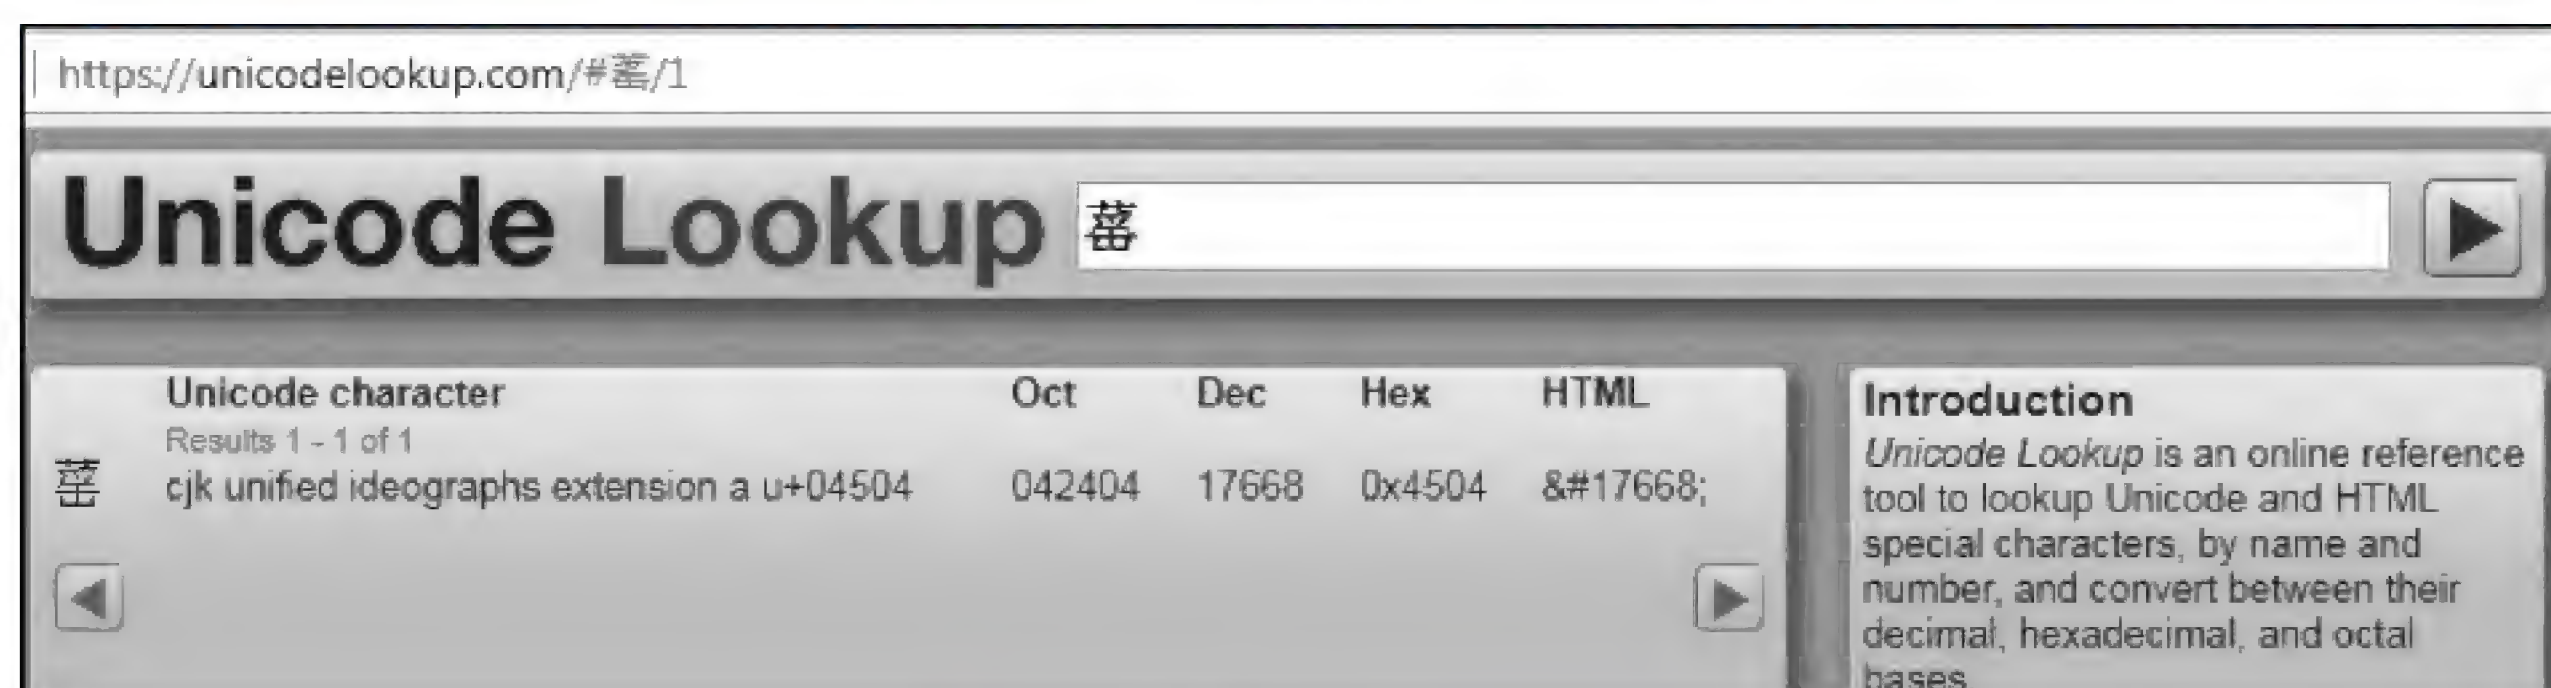 https://unicodelookup.com/#䔄/1
Unicode Lookup 䔄
Unicode character Oct Dec Hex HTML
Results 1 - 1 of 1
䔄 cjk unified ideographs extension a u+04504 042404 17668 0x4504 &#17668;
Introduction
Unicode Lookup is an online reference
tool to lookup Unicode and HTML
special characters, by name and
number, and convert between their
decimal, hexadecimal, and octal
bases